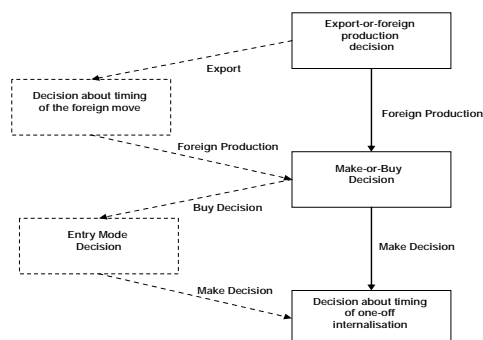 Export-or-foreign
production
decision
Export
Decision about timing
of the foreign move
Foreign Production
Foreign Production
Make-or-Buy
Decision
Buy Decision
Entry Mode
Decision
Make Decision
Make Decision
Decision about timing
of one-off
internalisation